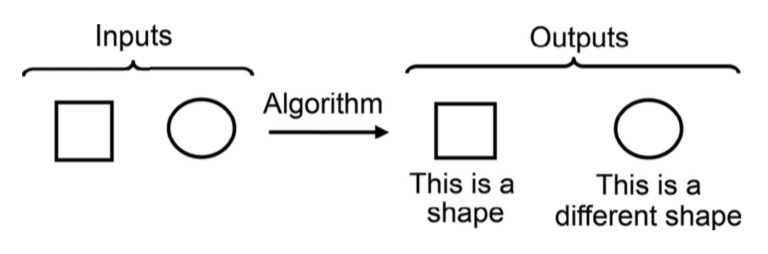 Inputs
Outputs
Algorithm
This is a
shape
This is a
different shape